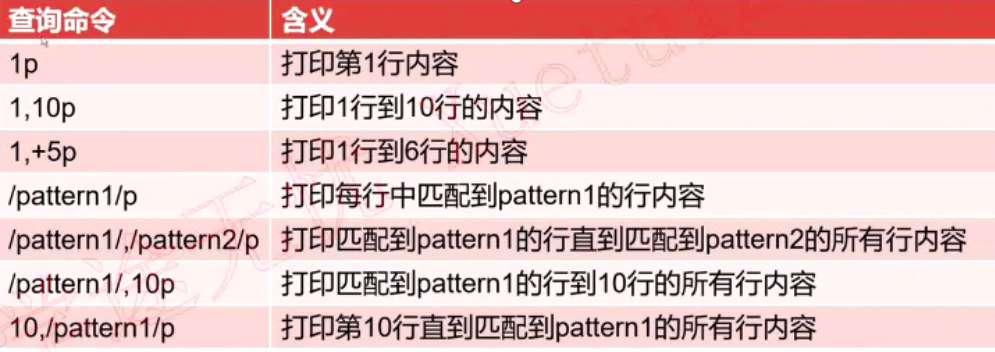 查询命令 含义
1p 打印第1行内容
1,10p 打印1行到10行的内容
1,+5p 打印1行到6行的内容
/pattern1/p 打印每行中匹配到pattern1的行内容
/pattern1/,/pattern2/p 打印匹配到pattern1的行直到匹配到pattern2的所有行内容
/pattern1/,10p 打印匹配到pattern1的行到10行的所有行内容
10,/pattern1/p 打印第10行直到匹配到pattern1的所有行内容